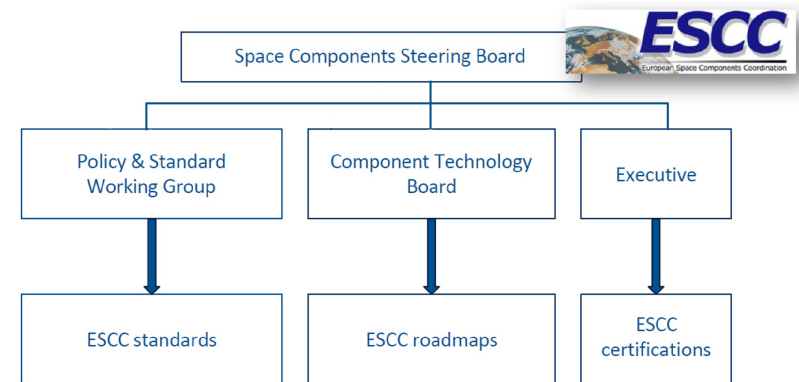 ESCC
European Space Components Coordination
Space Components Steering Board
Policy & Standard
Working Group
Component Technology
Board
Executive
ESCC standards
ESCC roadmaps
ESCC
certifications